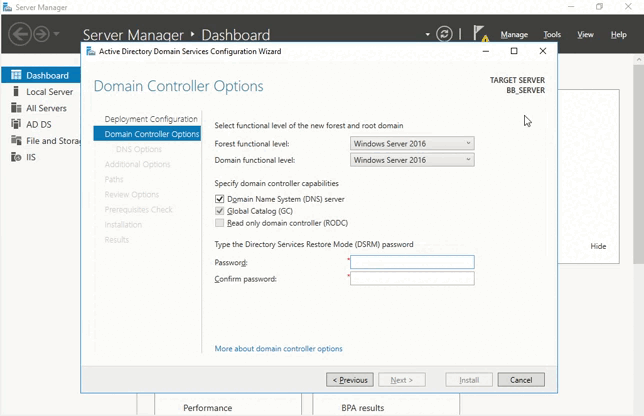 Server Manager
Server Manager • Dashboard
Manage Tools View Help
Dashboard
Local Server
All Servers
AD DS
File and Stora
IIS
Active Directory Domain Services Configuration Wizard
Domain Controller Options
TARGET SERVER
BB_SERVER
Deployment Configuration
Domain Controller Options
DNS Options
Additional Options
Paths
Review Options
Prerequisites Check
Installation
Results
Select functional level of the new forest and root domain
Forest functional level: Windows Server 2016
Domain functional level: Windows Server 2016
Specify domain controller capabilities
Domain Name System (DNS) server
Global Catalog (GC)
Read only domain controller (RODC)
Type the Directory Services Restore Mode (DSRM) password
Password: *
Confirm password: *
More about domain controller options
< Previous Next > Install Cancel
Hide
Performance BPA results